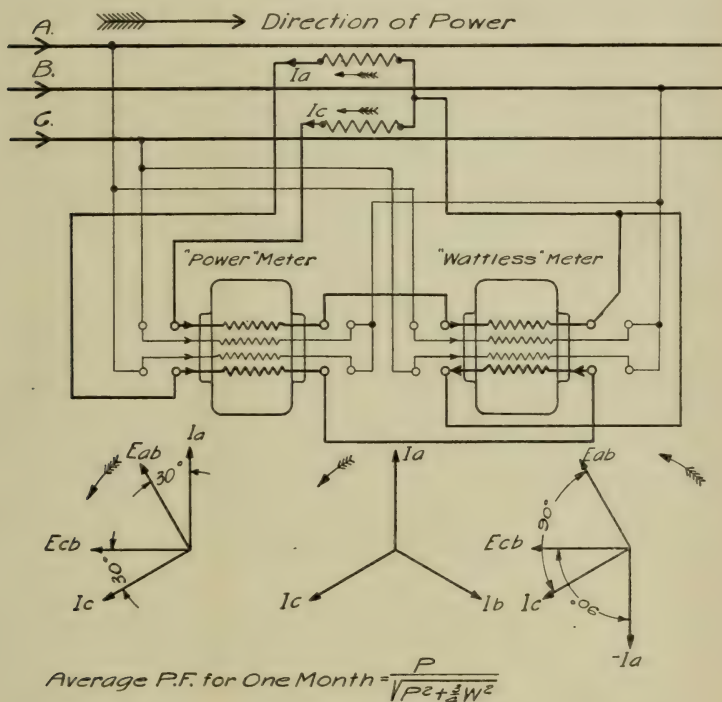 A.
Direction of Power
Ia
B.
Ic
C.
"Power" Meter
"Wattless" Meter
Ia
Eab
30°
Ecb
30°
Ic
Ia
Ic
Ib
Eab
90°
Ecb
Ic
90°
-Ia
Average P.F. for One Month = P / √P² + ¾W²